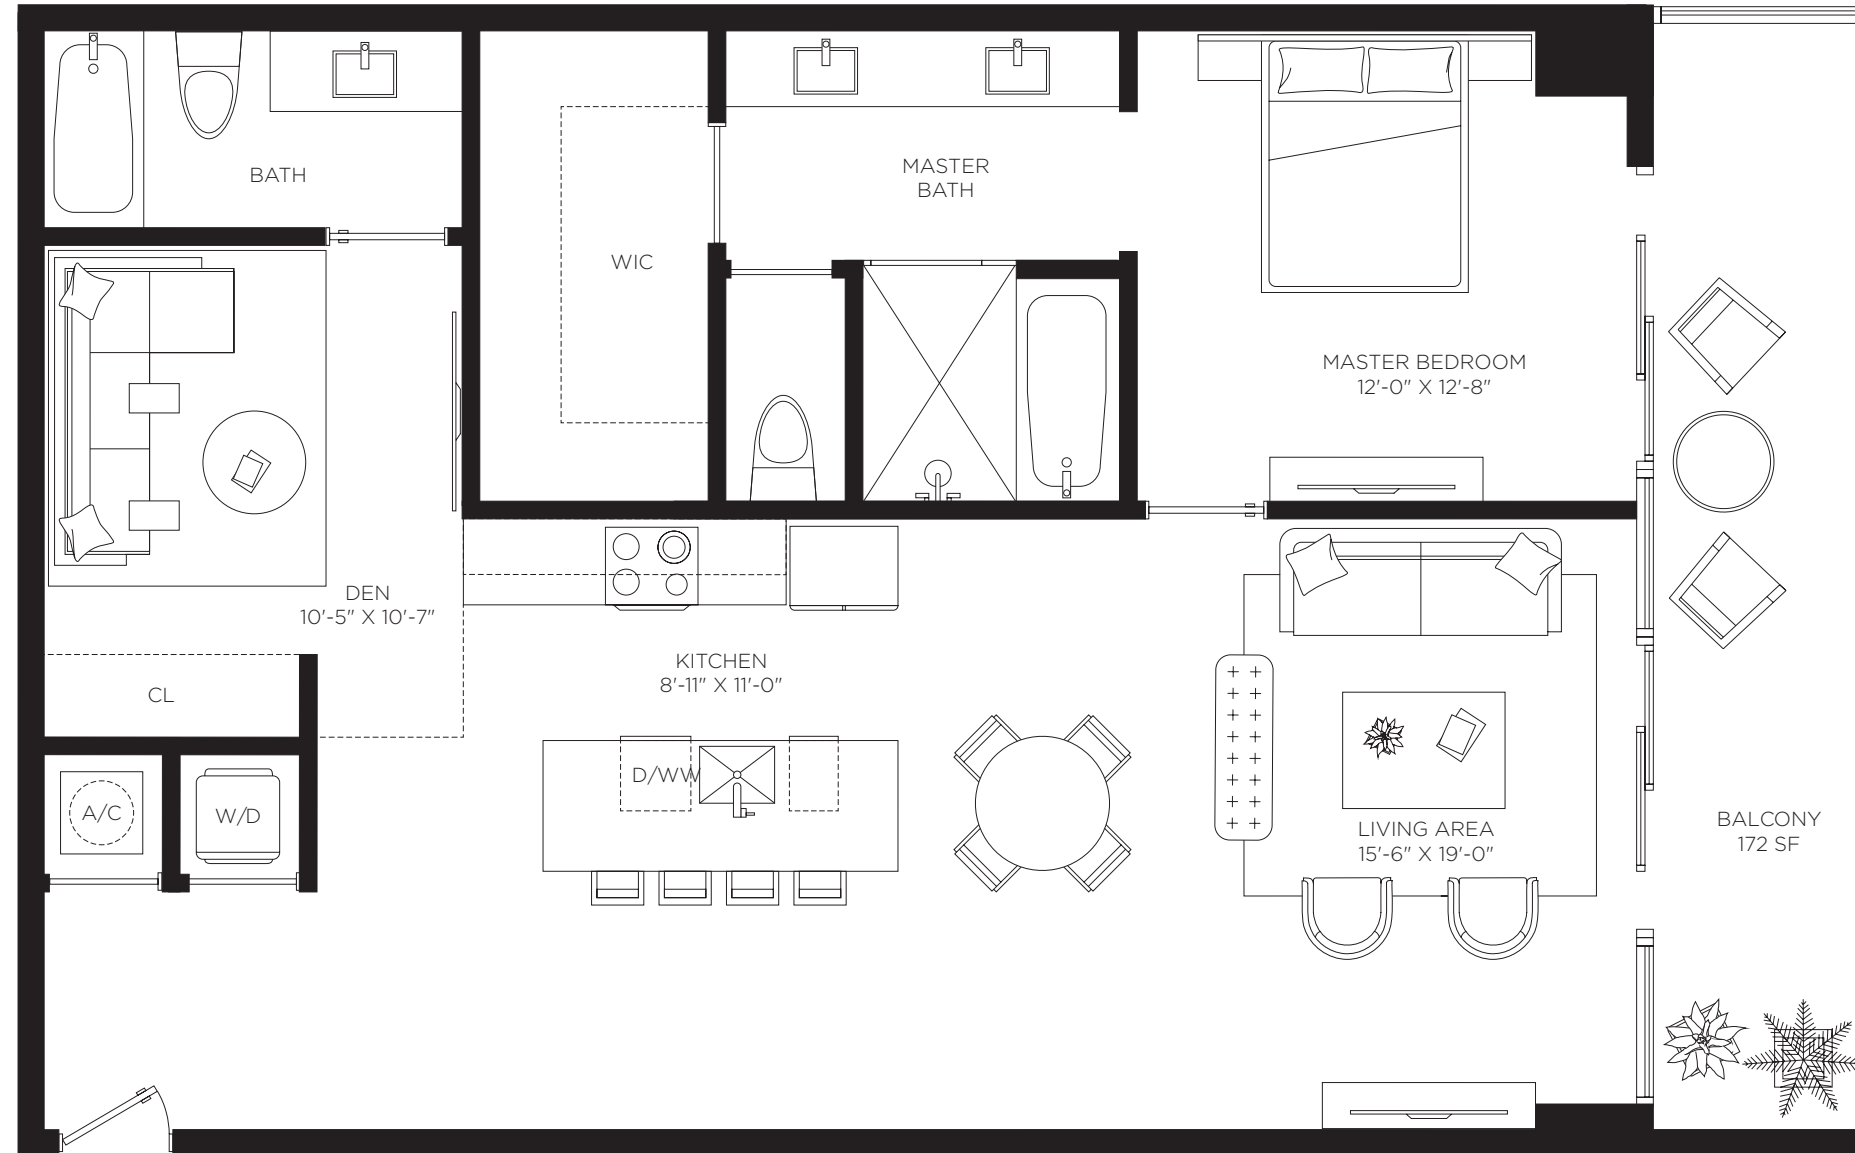 BATH
MASTER
BATH
WIC
MASTER BEDROOM
12'-0" X 12'-8"
DEN
10'-5" X 10'-7"
KITCHEN
8'-11" X 11'-0"
CL
D/WW
A/C
W/D
LIVING AREA
15'-6" X 19'-0"
BALCONY
172 SF